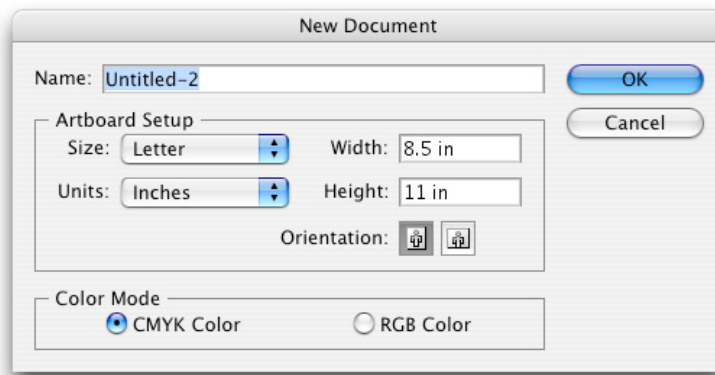 New Document
Name: Untitled-2
OK
Cancel
Artboard Setup
Size: Letter Width: 8.5 in
Units: Inches Height: 11 in
Orientation:
Color Mode
CMYK Color RGB Color